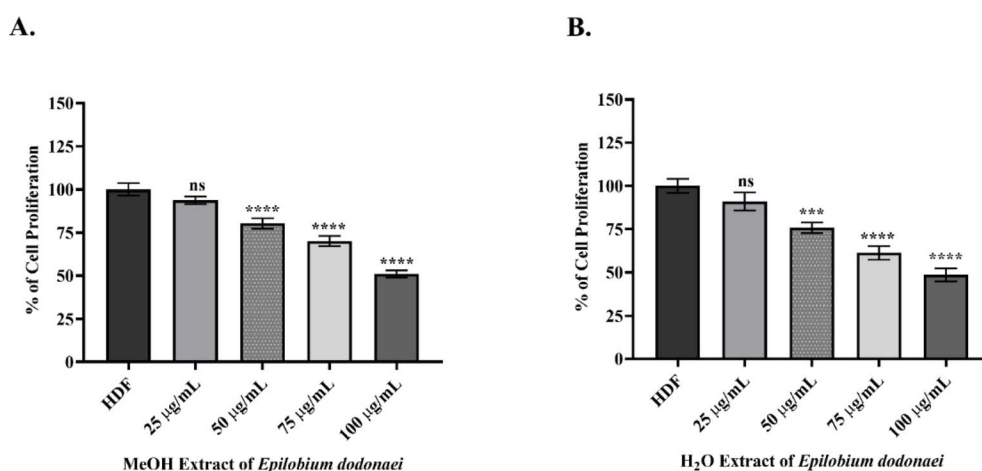 A.
150
125
100
75
50
25
0
% of Cell Proliferation
ns
****
****
****
HDF
25 µg/mL
50 µg/mL
75 µg/mL
100 µg/mL
MeOH Extract of Epilobium dodonaei
B.
150
125
100
75
50
25
0
% of Cell Proliferation
ns
***
****
****
HDF
25 µg/mL
50 µg/mL
75 µg/mL
100 µg/mL
H₂O Extract of Epilobium dodonaei